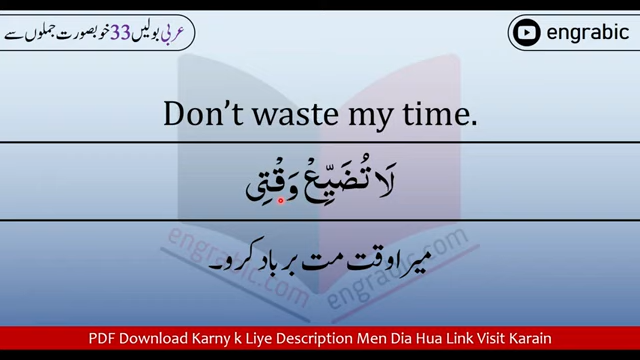 عربی بولیں 33 خوبصورت جملوں سے
engrabic
Don't waste my time.
لَا تُضَيِّعْ وَقْتِى
میرا وقت مت برباد کرو۔
engrabic.com
engrabic.com
PDF Download Karny k Liye Description Men Dia Hua Link Visit Karain